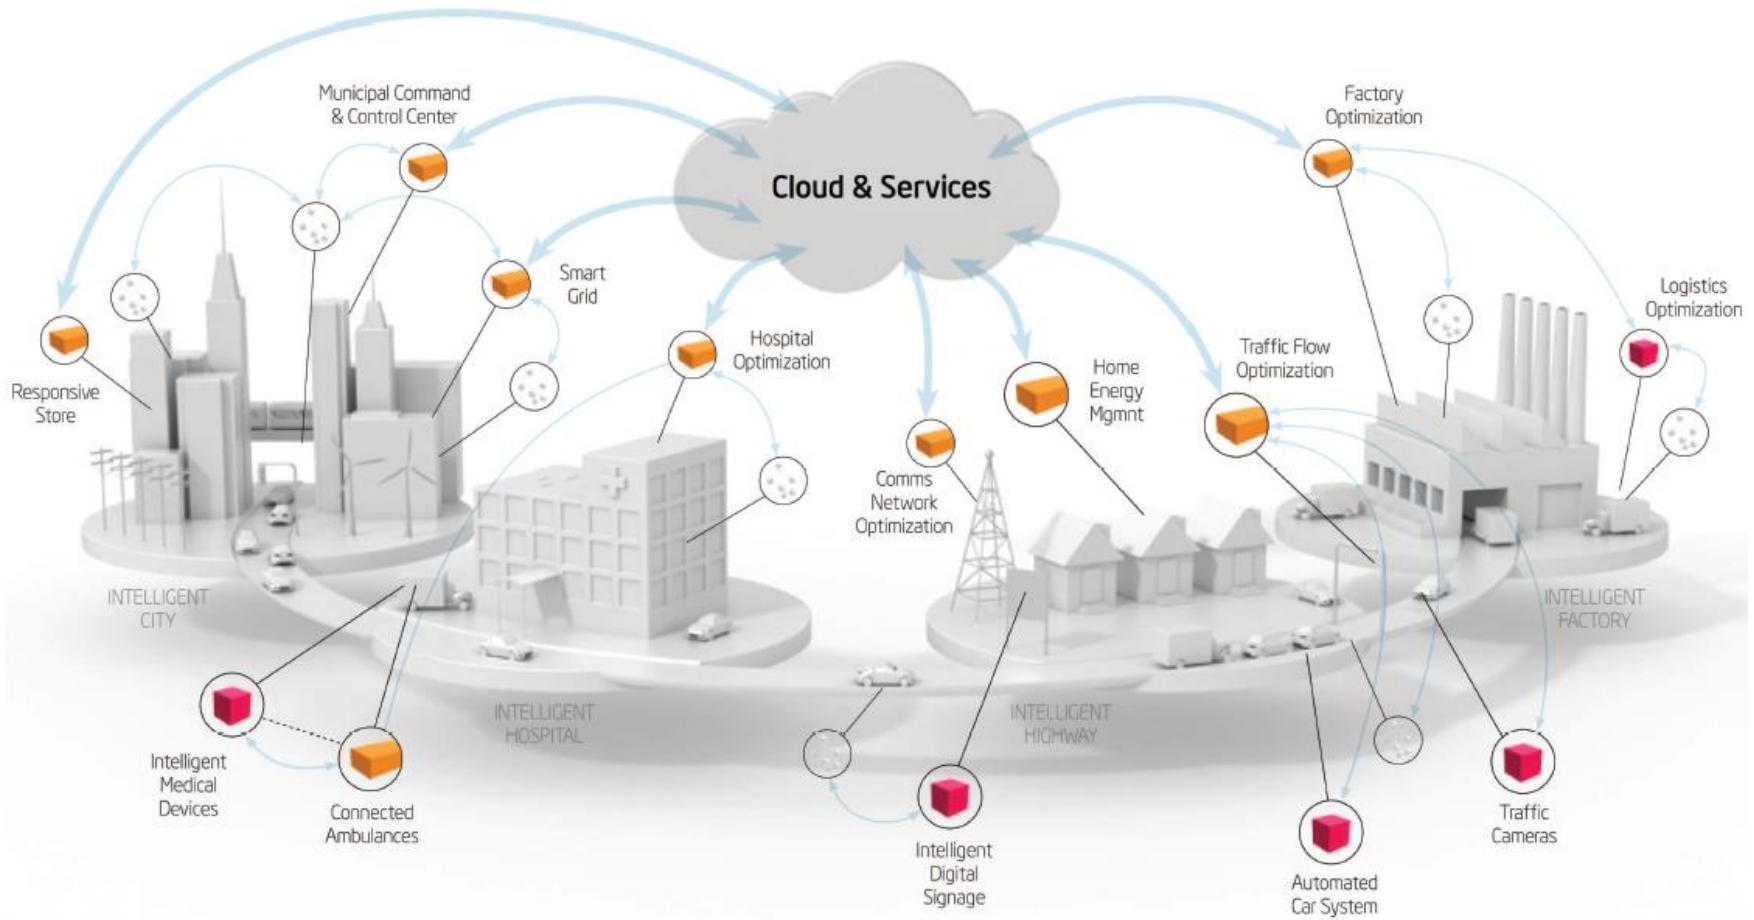 Municipal Command
& Control Center
Factory
Optimization
Cloud & Services
Smart
Grid
Logistics
Optimization
Hospital
Optimization
Traffic Flow
Optimization
Home
Energy
Mgmnt
Responsive
Store
Comms
Network
Optimization
INTELLIGENT
CITY
INTELLIGENT
FACTORY
INTELLIGENT
HOSPITAL
INTELLIGENT
HIGHWAY
Intelligent
Medical
Devices
Connected
Ambulances
Traffic
Cameras
Intelligent
Digital
Signage
Automated
Car System